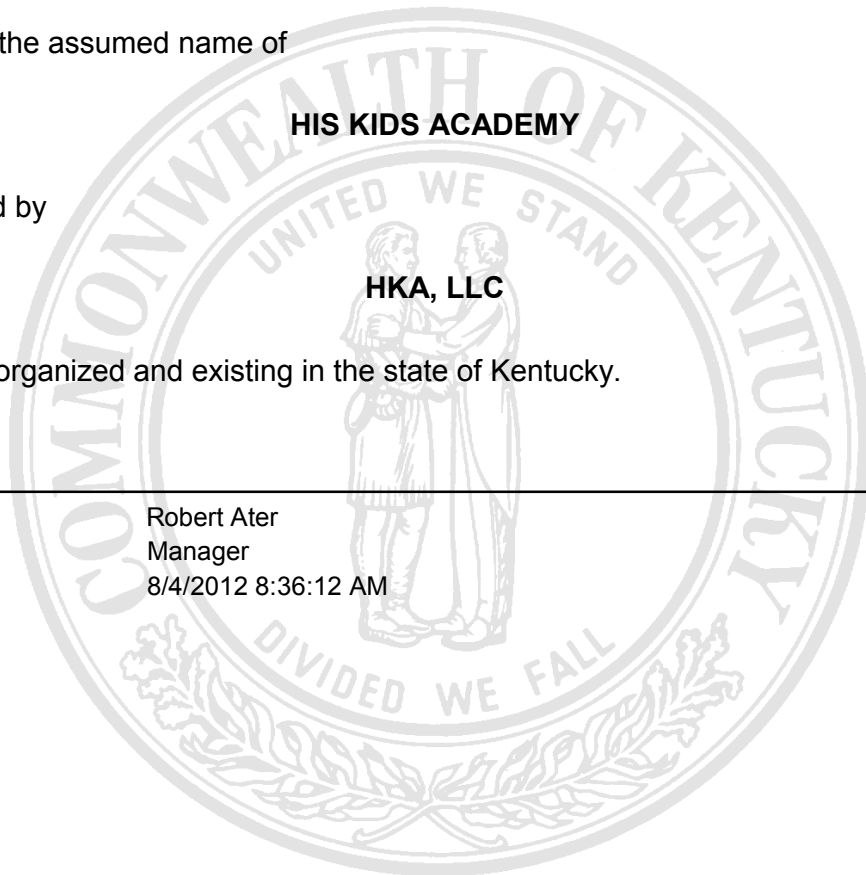 the assumed name of
HIS KIDS ACADEMY
d by
HKA, LLC
organized and existing in the state of Kentucky.
Robert Ater
Manager
8/4/2012 8:36:12 AM
COMMONWEALTH OF KENTUCKY
UNITED WE STAND
DIVIDED WE FALL